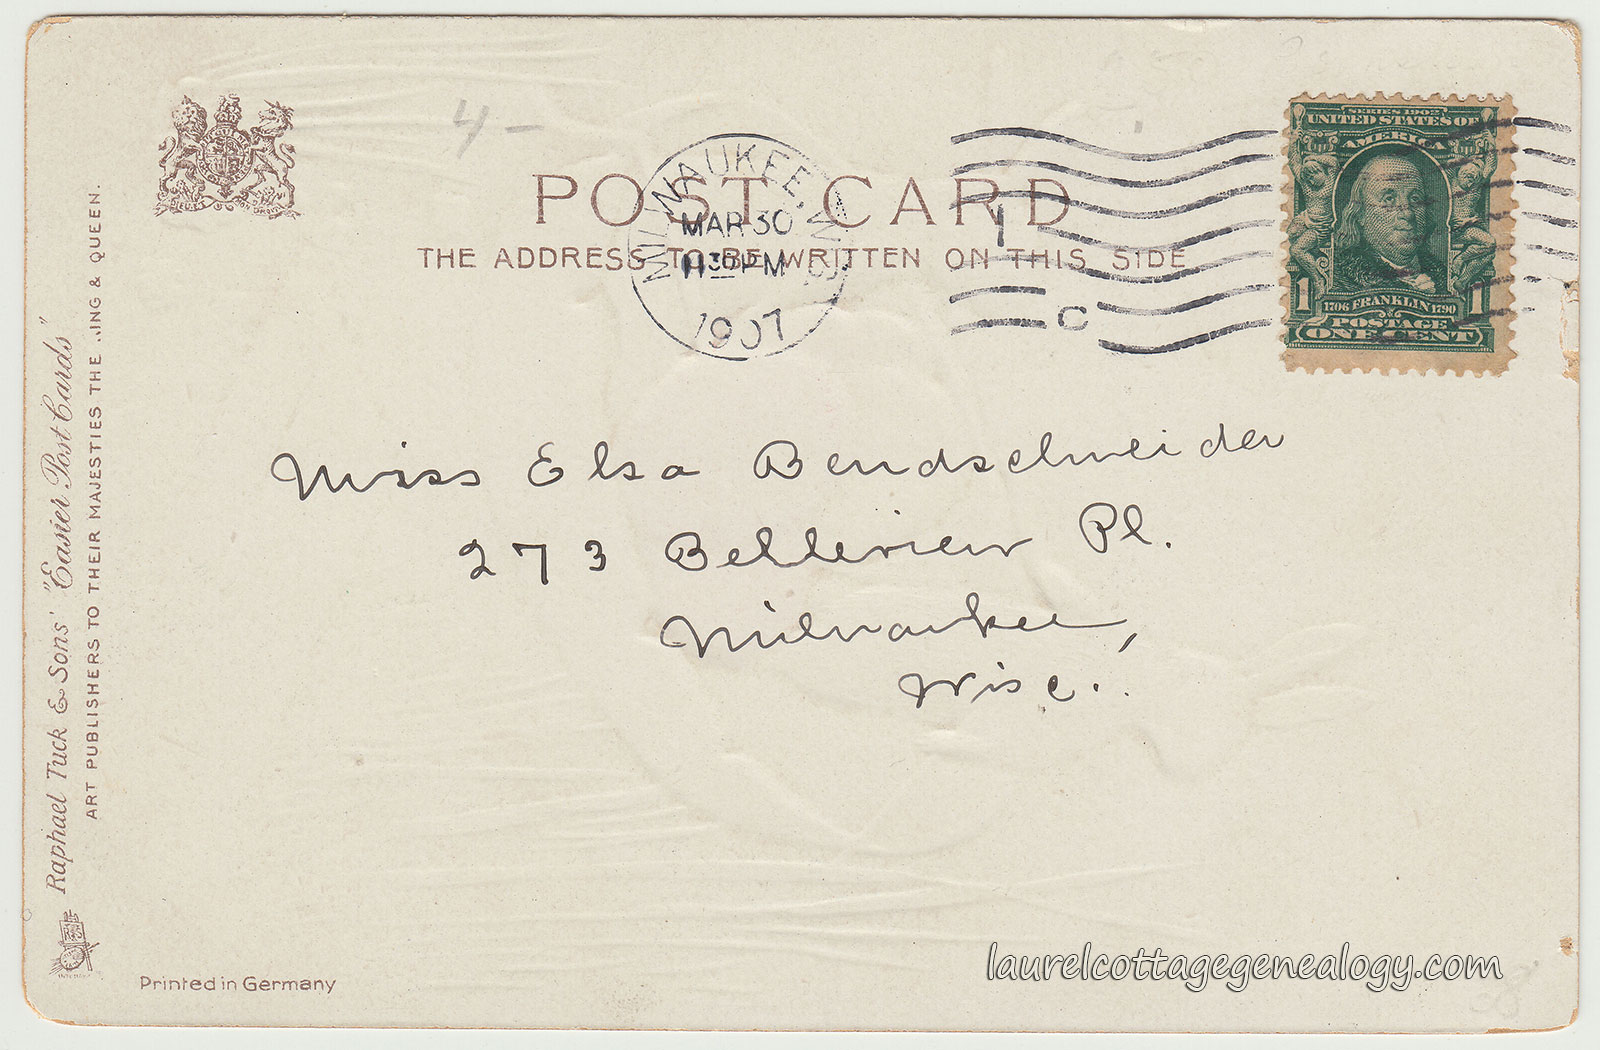 4 –
POST CARD
THE ADDRESS TO BE WRITTEN ON THIS SIDE
MILWAUKEE, WIS.
MAR 30
11 30 PM
1907
1
C
SERIES 1902
UNITED STATES OF
AMERICA
1706 FRANKLIN 1790
1 POSTAGE 1
ONE CENT
Miss Elsa Bendschneider
273 Belleview Pl.
Milwaukee,
Wisc.
Raphael Tuck & Sons' "Easter Post Cards"
ART PUBLISHERS TO THEIR MAJESTIES THE KING & QUEEN.
Printed in Germany
laurelcottagegenealogy.com